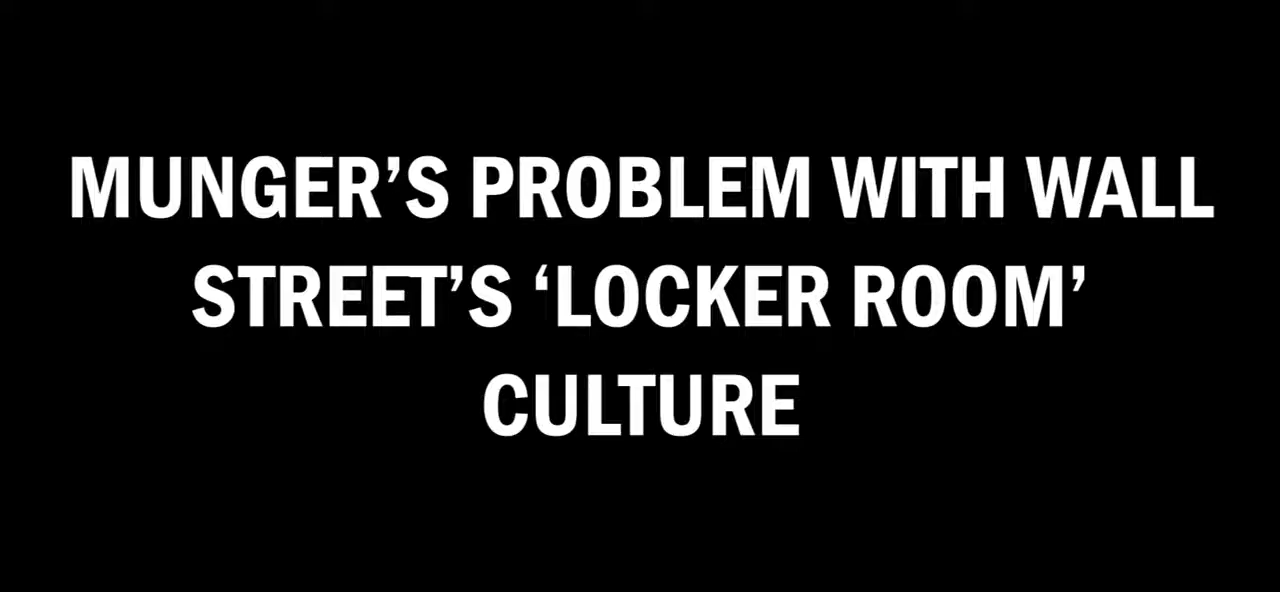 MUNGER’S PROBLEM WITH WALL
STREET’S ‘LOCKER ROOM’
CULTURE